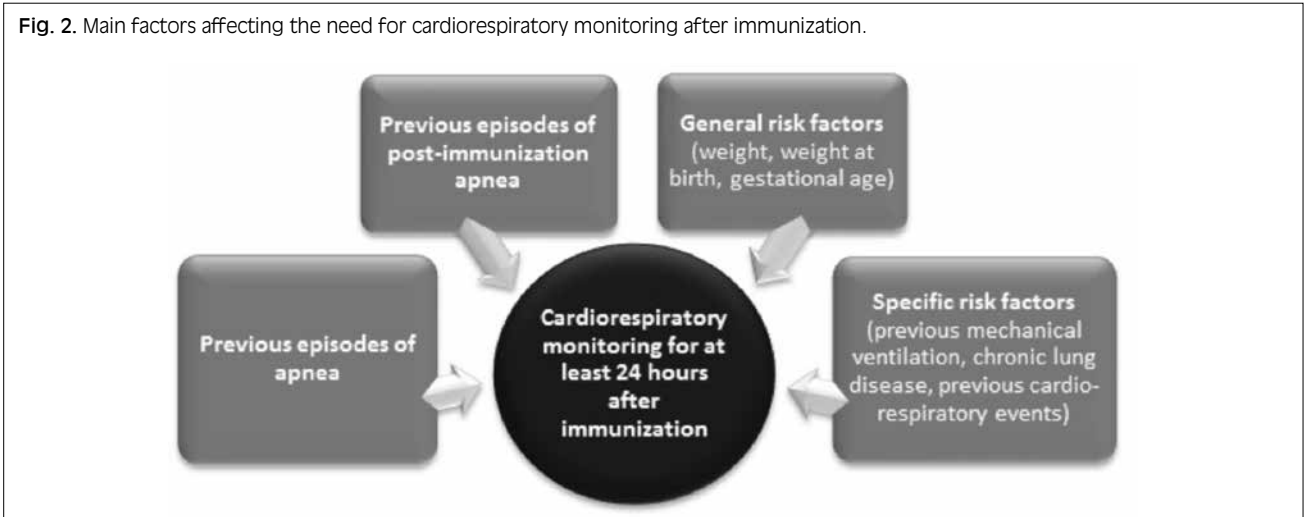 Fig. 2. Main factors affecting the need for cardiorespiratory monitoring after immunization.
Previous episodes of
post-immunization
apnea
General risk factors
(weight, weight at
birth, gestational age)
Previous episodes of
apnea
Cardiorespiratory
monitoring for at
least 24 hours
after
immunization
Specific risk factors
(previous mechanical
ventilation, chronic lung
disease, previous cardio-
respiratory events)